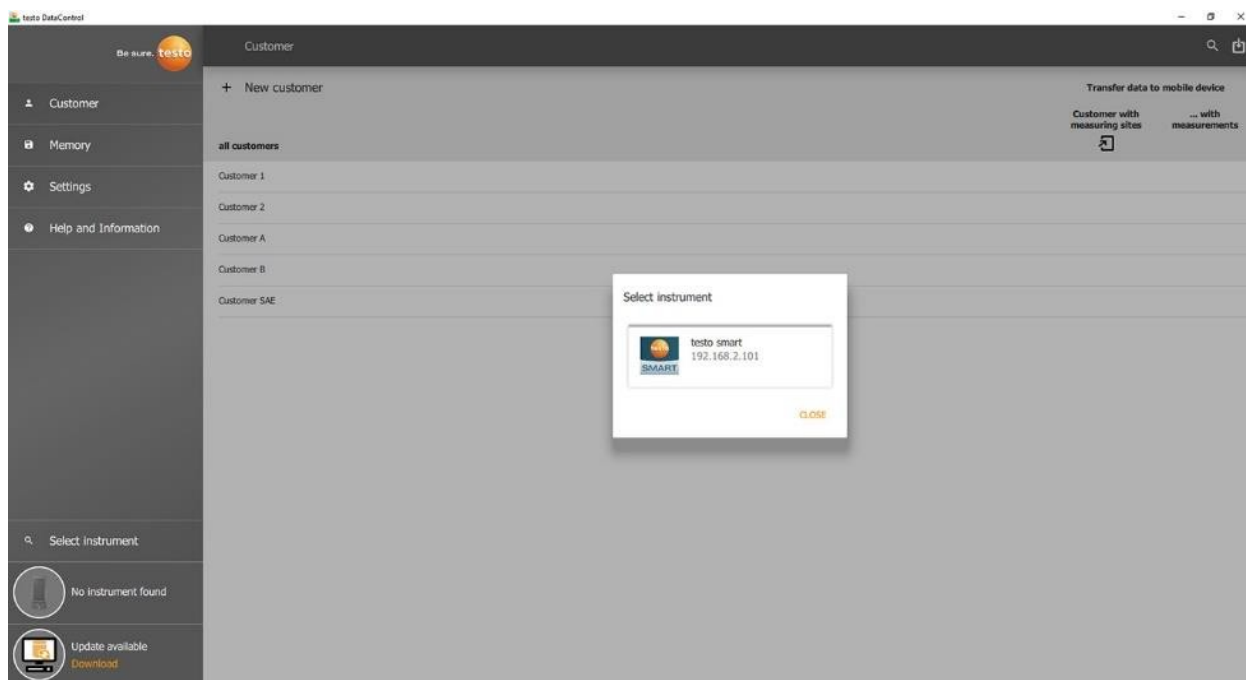 testo DataControl
Be sure. testo
Customer
Memory
Settings
Help and Information
Select instrument
No instrument found
Update available
Download
Customer
+ New customer
Transfer data to mobile device
Customer with
measuring sites
... with
measurements
all customers
Customer 1
Customer 2
Customer A
Customer B
Customer SAE
Select instrument
testo
SMART
testo smart
192.168.2.101
CLOSE